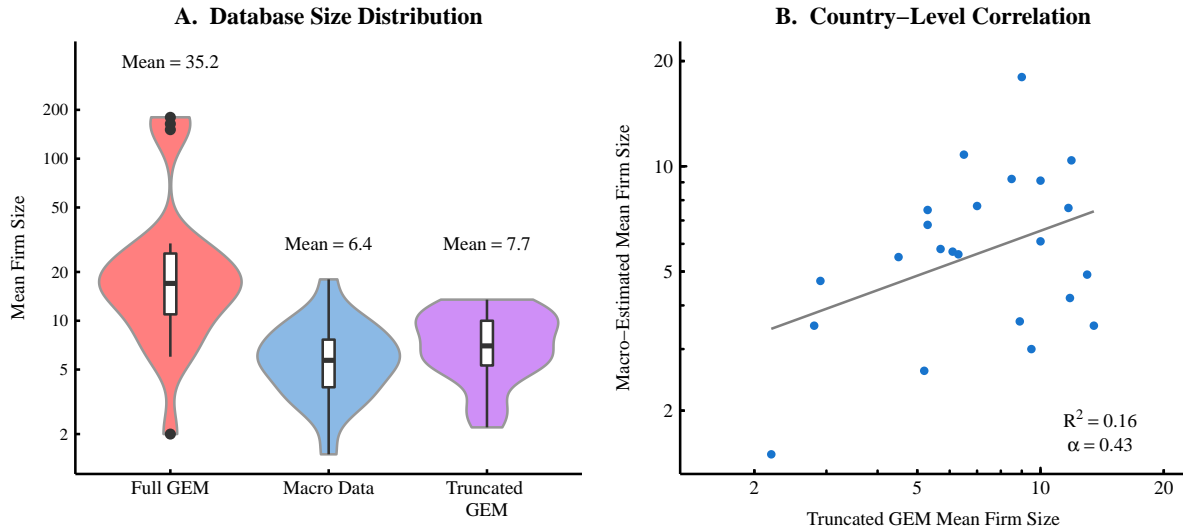 A. Database Size Distribution
Mean Firm Size
200
100
50
20
10
5
2
Mean = 35.2
Mean = 6.4
Mean = 7.7
Full GEM
Macro Data
Truncated
GEM
B. Country−Level Correlation
Macro−Estimated Mean Firm Size
20
10
5
2
R² = 0.16
α = 0.43
2
5
10
20
Truncated GEM Mean Firm Size